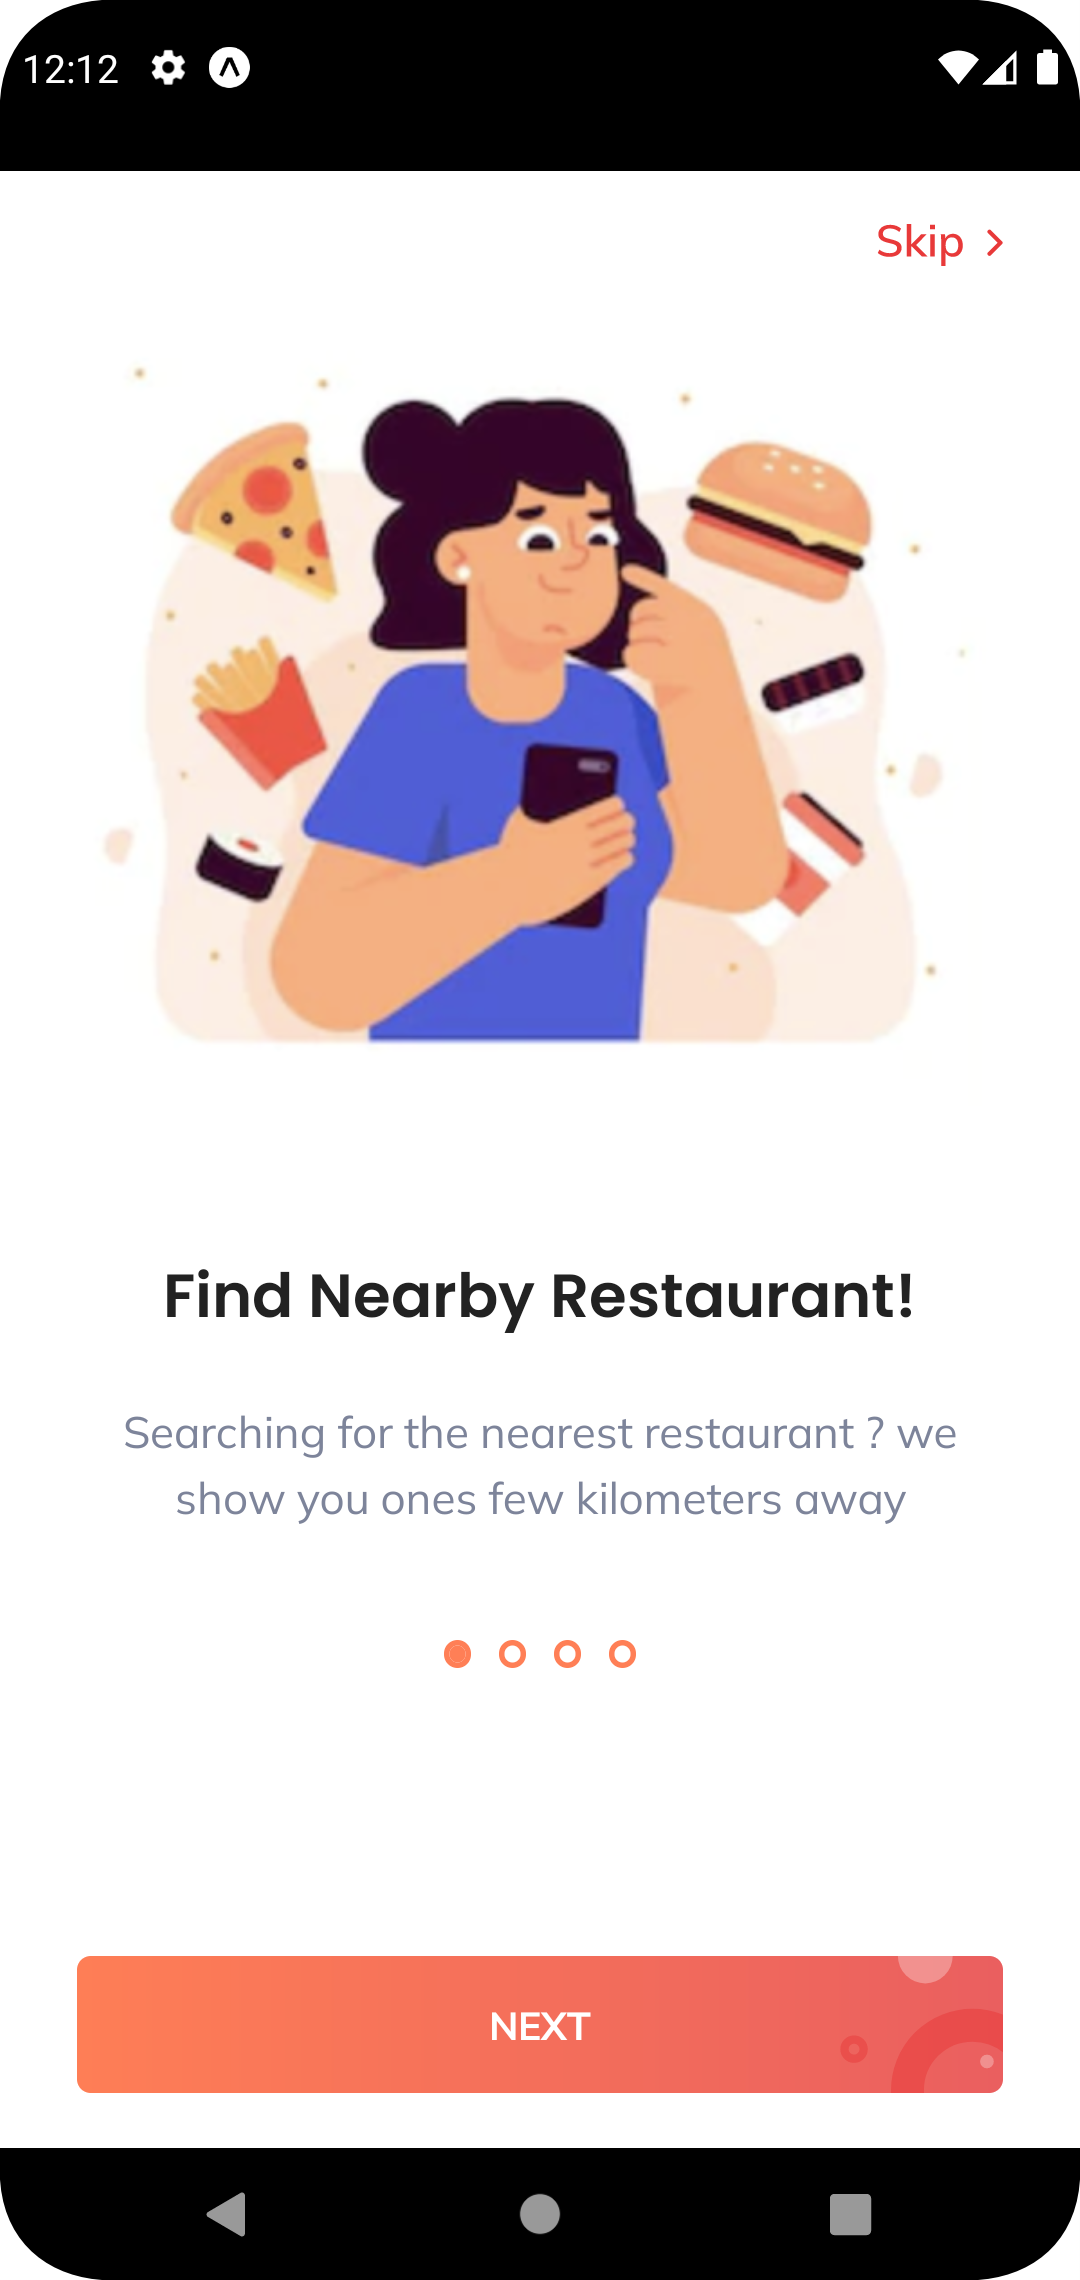 12:12
Skip
Find Nearby Restaurant!
Searching for the nearest restaurant ? we
show you ones few kilometers away
NEXT